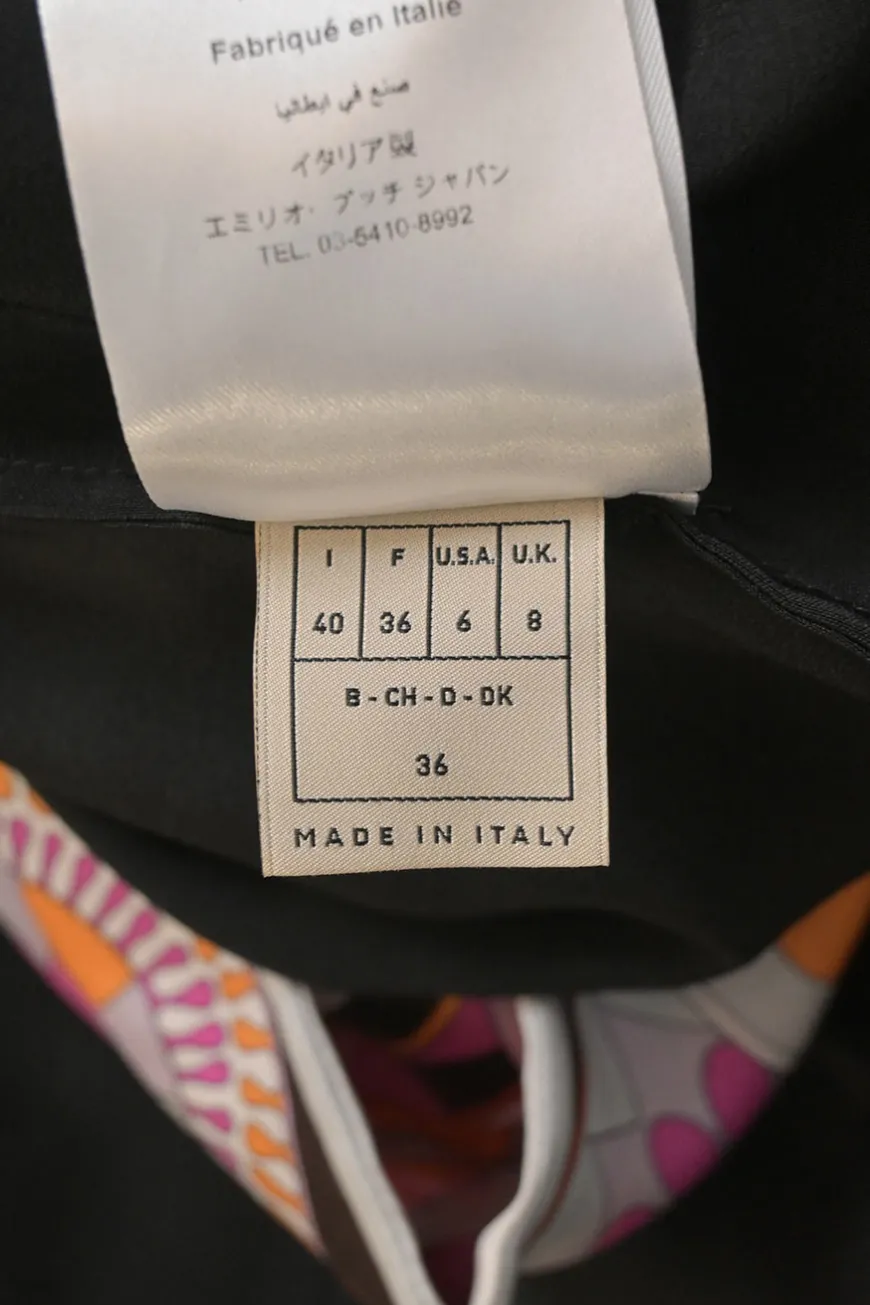 Fabriqué en Italie
صنع في ايطاليا
イタリア製
エミリオ・プッチ ジャパン
TEL. 03-5410-8992
I F U.S.A. U.K.
40 36 6 8
B - CH - D - DK
36
MADE IN ITALY